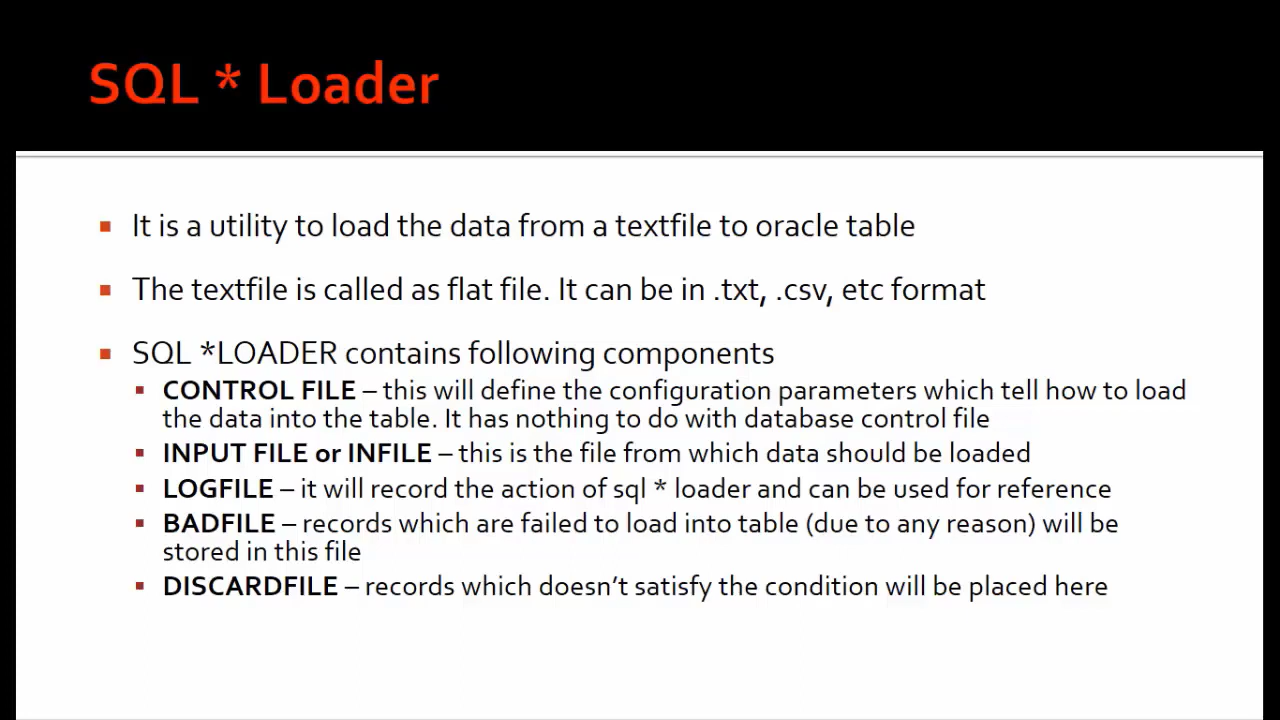 SQL * Loader
It is a utility to load the data from a textfile to oracle table
The textfile is called as flat file. It can be in .txt, .csv, etc format
SQL *LOADER contains following components
CONTROL FILE – this will define the configuration parameters which tell how to load
the data into the table. It has nothing to do with database control file
INPUT FILE or INFILE – this is the file from which data should be loaded
LOGFILE – it will record the action of sql * loader and can be used for reference
BADFILE – records which are failed to load into table (due to any reason) will be
stored in this file
DISCARDFILE – records which doesn't satisfy the condition will be placed here